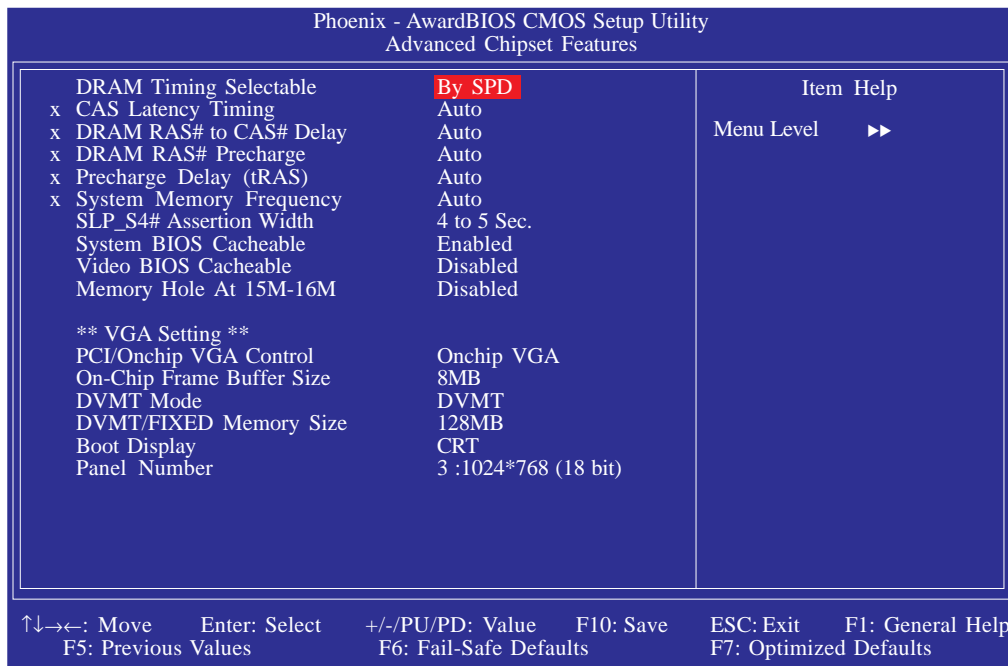 Phoenix - AwardBIOS CMOS Setup Utility
Advanced Chipset Features
DRAM Timing Selectable By SPD
x CAS Latency Timing Auto
x DRAM RAS# to CAS# Delay Auto
x DRAM RAS# Precharge Auto
x Precharge Delay (tRAS) Auto
x System Memory Frequency Auto
SLP_S4# Assertion Width 4 to 5 Sec.
System BIOS Cacheable Enabled
Video BIOS Cacheable Disabled
Memory Hole At 15M-16M Disabled
** VGA Setting **
PCI/Onchip VGA Control Onchip VGA
On-Chip Frame Buffer Size 8MB
DVMT Mode DVMT
DVMT/FIXED Memory Size 128MB
Boot Display CRT
Panel Number 3 :1024*768 (18 bit)
Item Help
Menu Level ▸▸
↑↓→←: Move Enter: Select +/-/PU/PD: Value F10: Save ESC: Exit F1: General Help
F5: Previous Values F6: Fail-Safe Defaults F7: Optimized Defaults